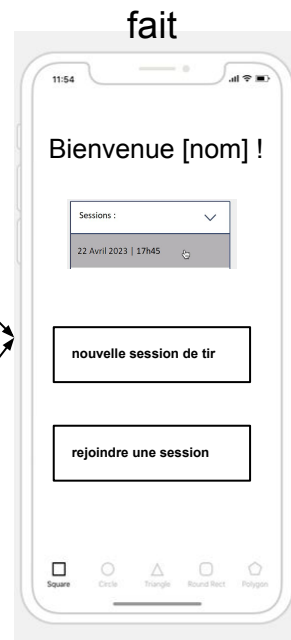 fait
11:54
Bienvenue [nom] !
Sessions :
22 Avril 2023 | 17h45
nouvelle session de tir
rejoindre une session
Square Circle Triangle Round Rect Polygon